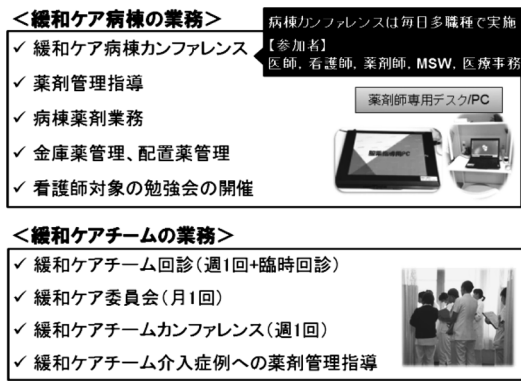 ＜緩和ケア病棟の業務＞
病棟カンファレンスは毎日多職種で実施
【参加者】
医師, 看護師, 薬剤師, MSW, 医療事務
✓ 緩和ケア病棟カンファレンス
✓ 薬剤管理指導
✓ 病棟薬剤業務
✓ 金庫薬管理、配置薬管理
✓ 看護師対象の勉強会の開催
薬剤師専用デスク/PC
＜緩和ケアチームの業務＞
✓ 緩和ケアチーム回診（週1回+臨時回診）
✓ 緩和ケア委員会（月1回）
✓ 緩和ケアチームカンファレンス（週1回）
✓ 緩和ケアチーム介入症例への薬剤管理指導